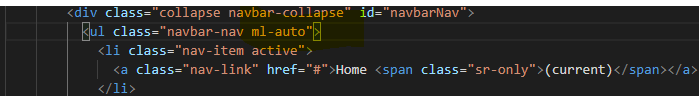 <div class="collapse navbar-collapse" id="navbarNav">
<ul class="navbar-nav ml-auto">
<li class="nav-item active">
<a class="nav-link" href="#">Home <span class="sr-only">(current)</span></a>
</li>